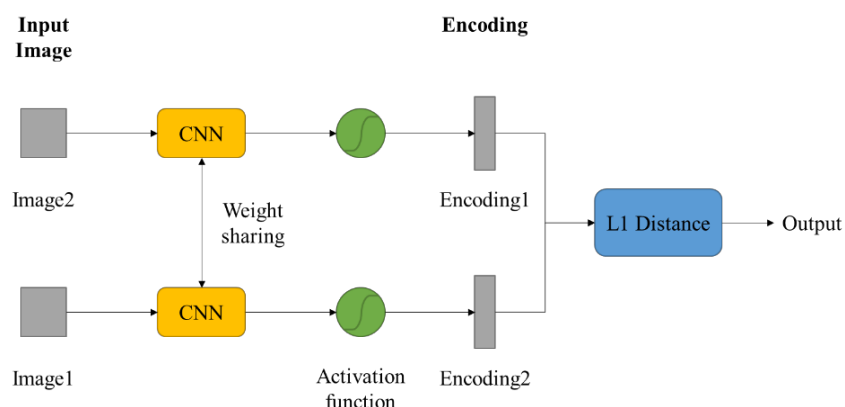 Input
Image
Encoding
CNN
Image2
Encoding1
Weight
sharing
L1 Distance
Output
CNN
Image1
Activation
function
Encoding2